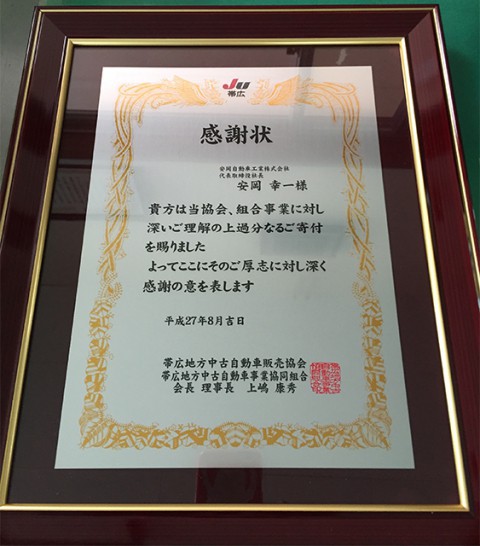 JU
帯広
感謝状
安岡自動車工業株式会社
代表取締役社長
安岡 幸一様
貴方は当協会、組合事業に対し
深いご理解の上過分なるご寄付
を賜りました
よってここにそのご厚志に対し深く
感謝の意を表します
平成27年8月吉日
帯広地方中古自動車販売協会
帯広地方中古自動車事業協同組合
会長 理事長 上嶋 康秀